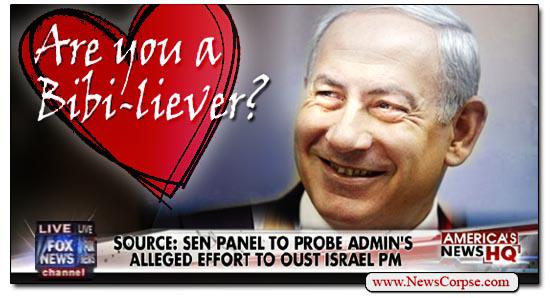 Are you a
Bibi-liever?
LIVE LIVE
FOX
NEWS
channel
SOURCE: SEN PANEL TO PROBE ADMIN'S
ALLEGED EFFORT TO OUST ISRAEL PM
AMERICA'S
NEWS HQ
www.NewsCorpse.com